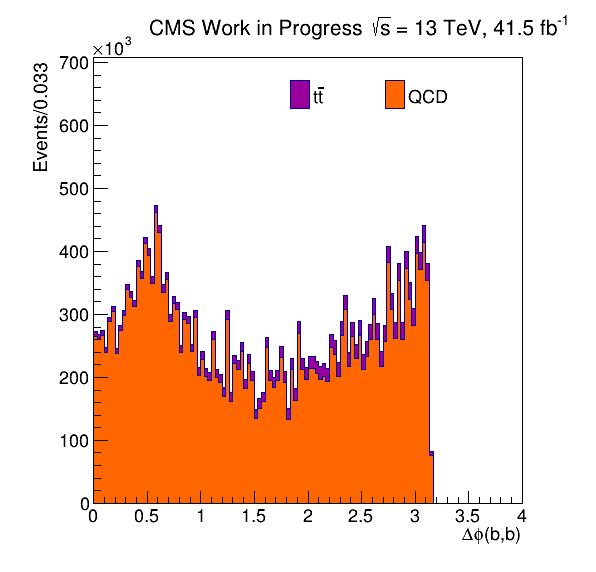 CMS Work in Progress √s = 13 TeV, 41.5 fb⁻¹
×10³
Events/0.033
700
600
500
400
300
200
100
0
tt̄
QCD
0 0.5 1 1.5 2 2.5 3 3.5 4
Δϕ(b,b)